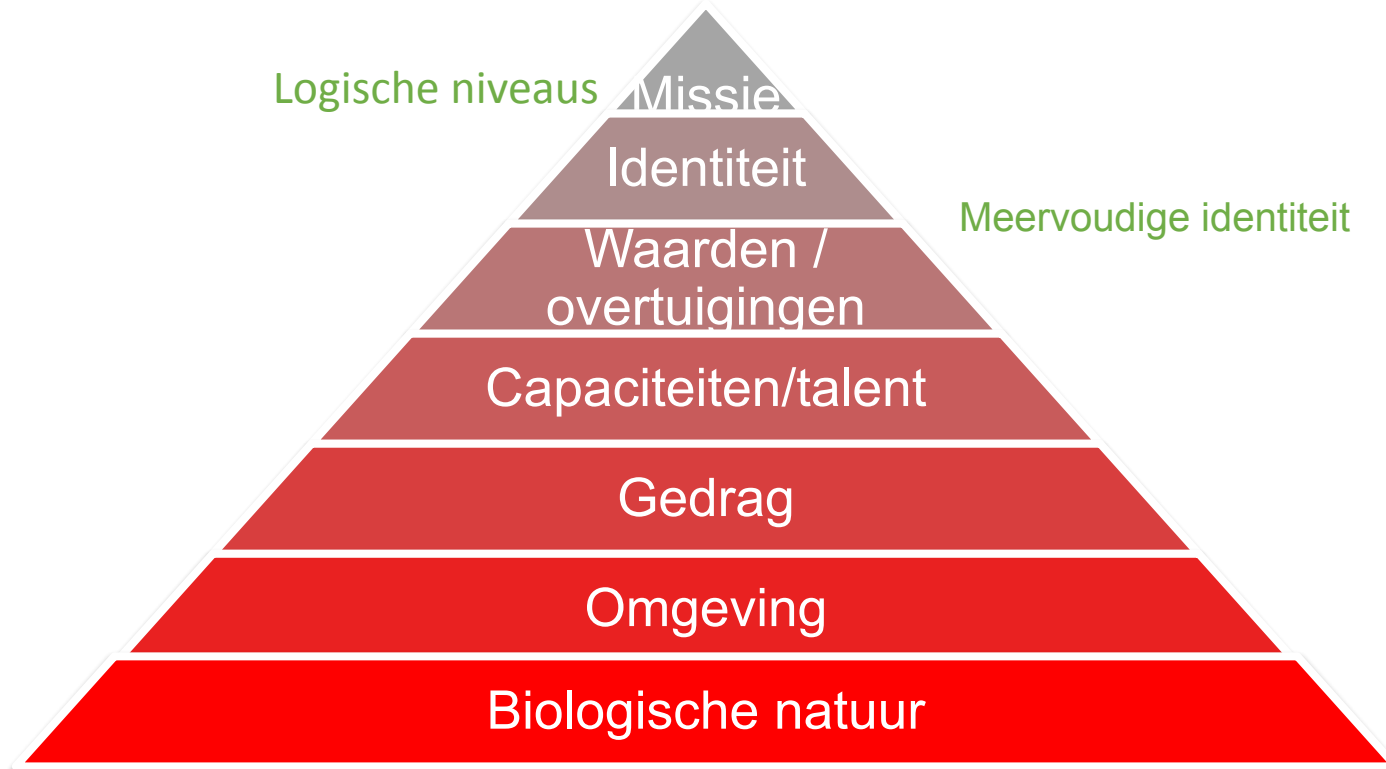 Logische niveaus
Missie
Identiteit
Meervoudige identiteit
Waarden /
overtuigingen
Capaciteiten/talent
Gedrag
Omgeving
Biologische natuur